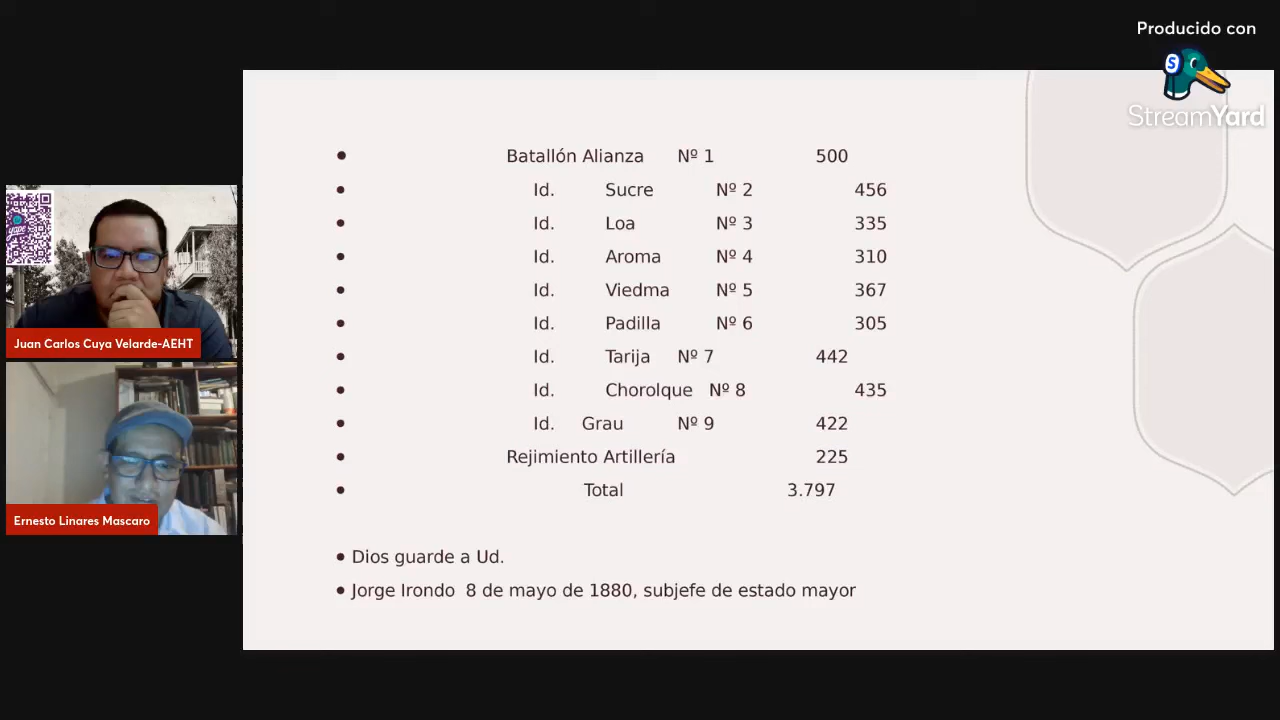 Producido con
StreamYard
Batallón Alianza Nº 1 500
Id. Sucre Nº 2 456
Id. Loa Nº 3 335
Id. Aroma Nº 4 310
Id. Viedma Nº 5 367
Id. Padilla Nº 6 305
Id. Tarija Nº 7 442
Id. Chorolque Nº 8 435
Id. Grau Nº 9 422
Rejimiento Artillería 225
Total 3.797
Dios guarde a Ud.
Jorge Irondo 8 de mayo de 1880, subjefe de estado mayor
yape
Juan Carlos Cuya Velarde-AEHT
Ernesto Linares Mascaro